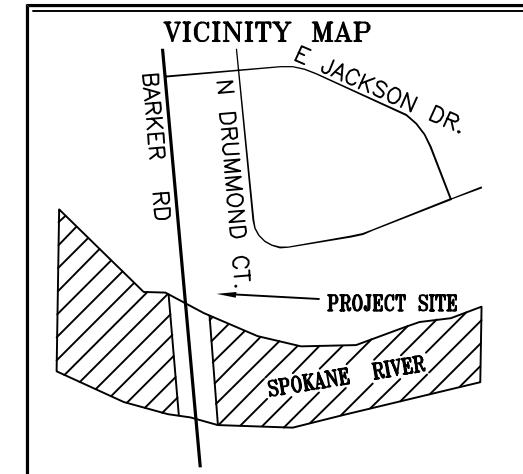 VICINITY MAP
E JACKSON DR.
BARKER RD
N DRUMMOND CT.
PROJECT SITE
SPOKANE RIVER